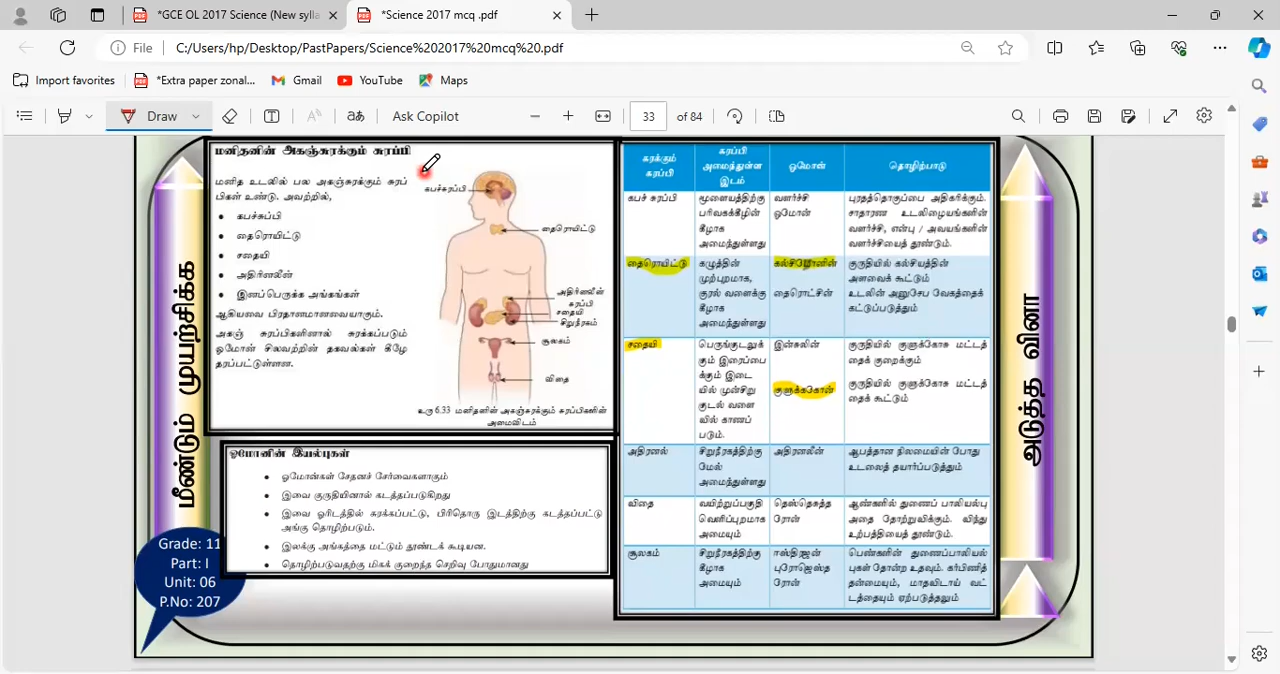 *GCE OL 2017 Science (New sylla
*Science 2017 mcq .pdf
File
C:/Users/hp/Desktop/PastPapers/Science%202017%20mcq%20.pdf
Import favorites
*Extra paper zonal...
Gmail
YouTube
Maps
Draw
Ask Copilot
33
of 84
மனிதனின் அகஞ்சுரக்கும் சுரப்பி
மனித உடலில் பல அகஞ்சுரக்கும் சுரப்
பிகள் உண்டு. அவற்றில்,
• கபச்சுப்பி
• தைரொயிட்டு
• சதையி
• அதிரினலீன்
• இனப்பெருக்க அங்கங்கள்
ஆகியவை பிரதானமானவையாகும்.
அகஞ் சுரப்பிகளினால் சுரக்கப்படும்
ஓமோன் சிலவற்றின் தகவல்கள் கீழே
தரப்பட்டுள்ளன.
கபச்சுரப்பி
தைரொயிட்டு
அதிரினலீன்
சுரப்பி
சதையி
சிறுநீரகம்
சூலகம்
விதை
உரு 6.33 மனிதனின் அகஞ்சுரக்கும் சுரப்பிகளின்
அமைவிடம்
ஓமோனின் இயல்புகள்
• ஓமோன்கள் சேதனச் சேர்வைகளாகும்
• இவை குருதியினால் கடத்தப்படுகிறது
• இவை ஓரிடத்தில் சுரக்கப்பட்டு, பிறிதொரு இடத்திற்கு கடத்தப்பட்டு
அங்கு தொழிற்படும்.
• இலக்கு அங்கத்தை மட்டும் தூண்டக் கூடியன.
• தொழிற்படுவதற்கு மிகக் குறைந்த செறிவு போதுமானது
சுரக்கும்
சுரப்பி
சுரப்பி
அமைந்துள்ள
இடம்
ஓமோன்
தொழிற்பாடு
கபச் சுரப்பி
மூளையத்திற்கு
பரிவகக்கீழின்
கீழாக
அமைந்துள்ளது
வளர்ச்சி
ஓமோன்
புரதத்தொகுப்பை அதிகரிக்கும்.
சாதாரண உடலிழையங்களின்
வளர்ச்சி, என்பு / அவயங்களின்
வளர்ச்சியைத் தூண்டும்.
தைரொயிட்டு
கழுத்தின்
முற்புறமாக,
குரல் வளைக்கு
கீழாக
அமைந்துள்ளது
கல்சிடோனின்
தைரொட்சின்
குருதியில் கல்சியத்தின்
அளவைக் கூட்டும்
உடலின் அனுசேப வேகத்தைக்
கட்டுப்படுத்தும்
சதையி
பெருங்குடலுக்
கும் இரைப்பை
க்கும் இடை
யில் முன்சிறு
குடல் வளை
யில் காணப்
படும்.
இன்சுலின்
குளுக்ககோன்
குருதியில் குளுக்கோசு மட்டத்
தைக் குறைக்கும்
குருதியில் குளுக்கோசு மட்டத்
தைக் கூட்டும்
அதிரனல்
சிறுநீரகத்திற்கு
மேல்
அமைந்துள்ளது
அதிரனலீன்
ஆபத்தான நிலமையின் போது
உடலைத் தயார்ப்படுத்தும்
விதை
வயிற்றுப்பகுதி
வெளிப்புறமாக
அமையும்
தெஸ்தெசுத்த
ரோன்
ஆண்களில் துணைப் பாலியல்பு
அதை தோற்றுவிக்கும். விந்து
உற்பத்தியைத் தூண்டும்.
சூலகம்
சிறுநீரகத்திற்கு
கீழாக
அமையும்
ஈஸ்திரஜன்
புரொஜெஸ்த
ரோன்
பெண்களின் துணைப்பாலியல்
புகள் தோன்ற உதவும். கர்பிணித்
தன்மையும், மாதவிடாய் வட்
டத்தையும் ஏற்படுத்தலும்
மீண்டும் முயற்சிக்க
அடுத்த வினா
Grade: 11
Part: I
Unit: 06
P.No: 207